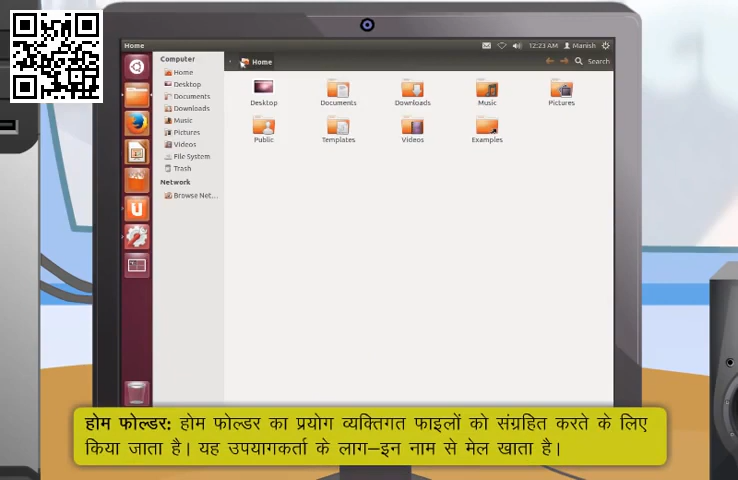 Home
12:23 AM Manish
Computer
Home
Desktop
Documents
Downloads
Music
Pictures
Videos
File System
Trash
Network
Browse Net...
Home
Search
Desktop Documents Downloads Music Pictures
Public Templates Videos Examples
होम फोल्डर: होम फोल्डर का प्रयोग व्यक्तिगत फाइलों को संग्रहित करते के लिए
किया जाता है। यह उपयागकर्ता के लाग–इन नाम से मेल खाता है।